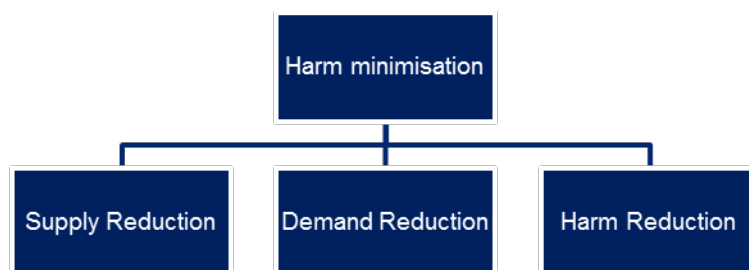 Harm minimisation
Supply Reduction
Demand Reduction
Harm Reduction